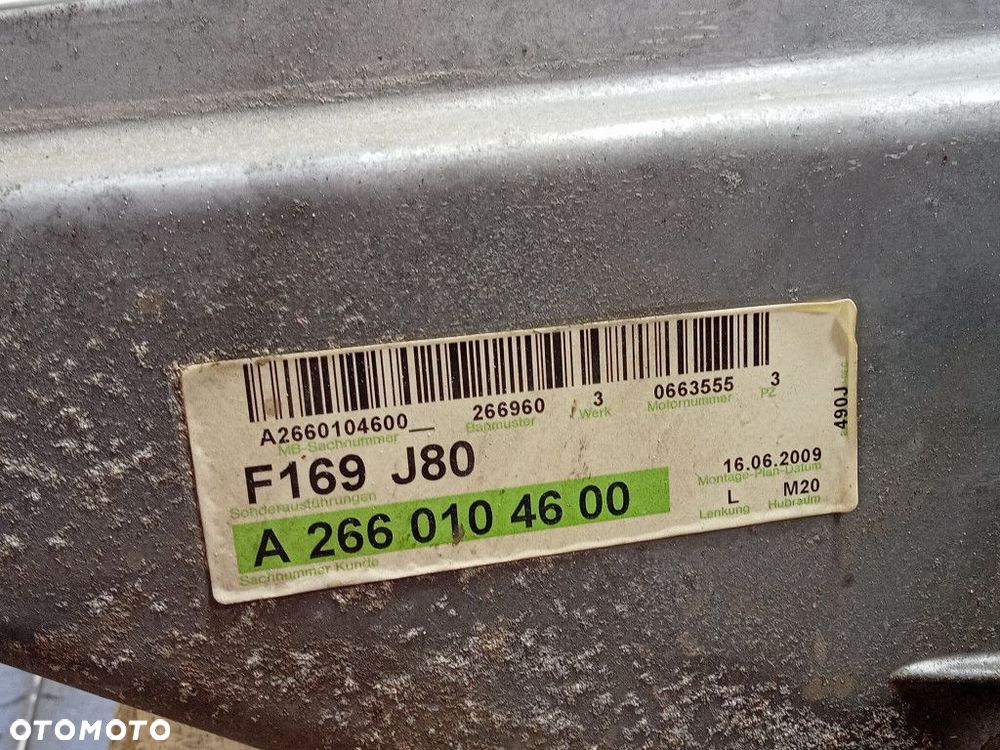 A2660104600__ 266960 3 0663555 3
MB-Sachnummer Baumuster Werk Motornummer PZ
F169 J80
Sonderausführungen
A 266 010 46 00
Sachnummer Kunde
16.06.2009
Montage-Plan-Datum
L M20
Lenkung Hubraum
490J
OTOMOTO